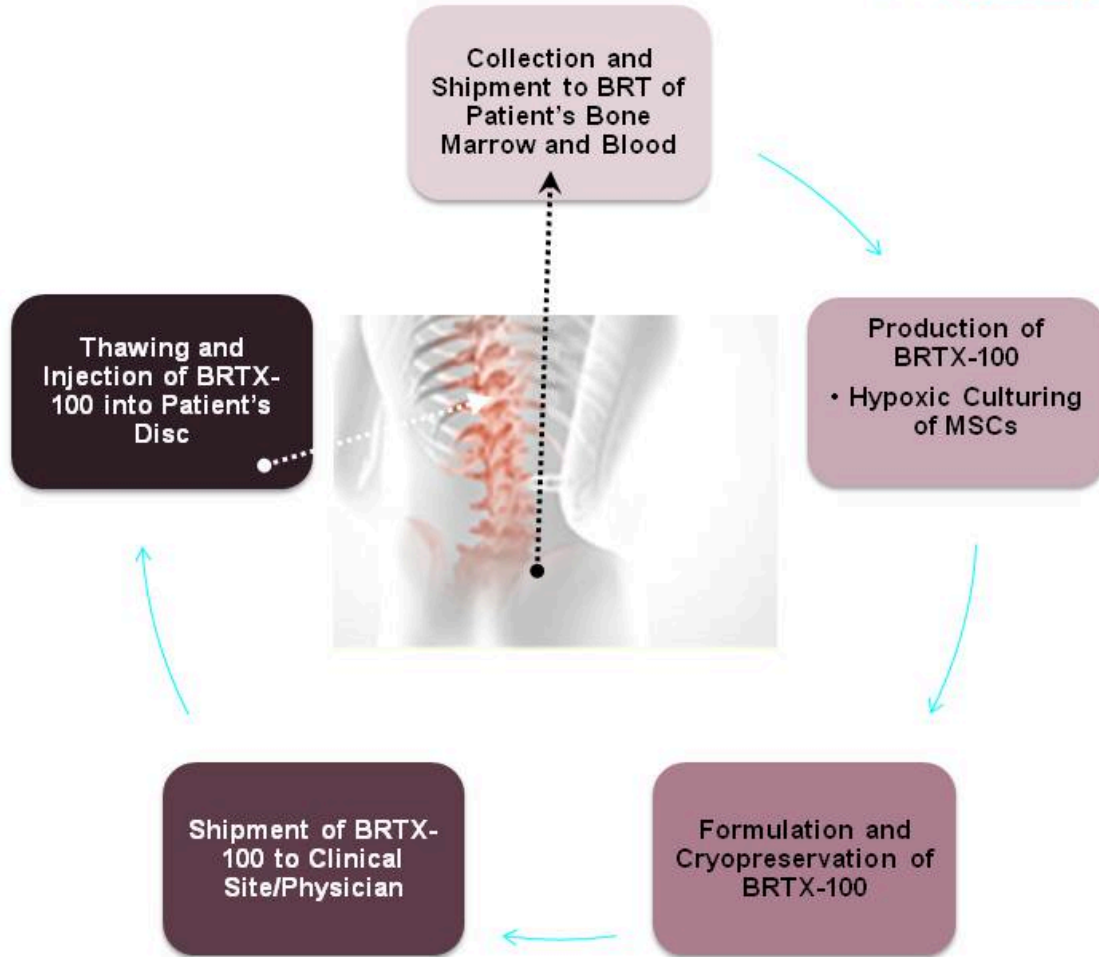 Collection and
Shipment to BRT of
Patient's Bone
Marrow and Blood
Production of
BRTX-100
• Hypoxic Culturing
of MSCs
Formulation and
Cryopreservation of
BRTX-100
Shipment of BRTX-
100 to Clinical
Site/Physician
Thawing and
Injection of BRTX-
100 into Patient's
Disc